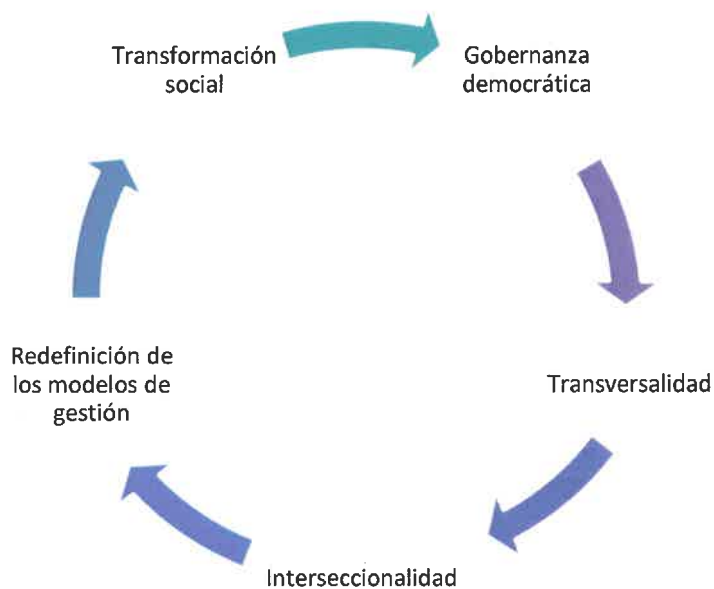 Transformación
social
Gobernanza
democrática
Transversalidad
Interseccionalidad
Redefinición de
los modelos de
gestión